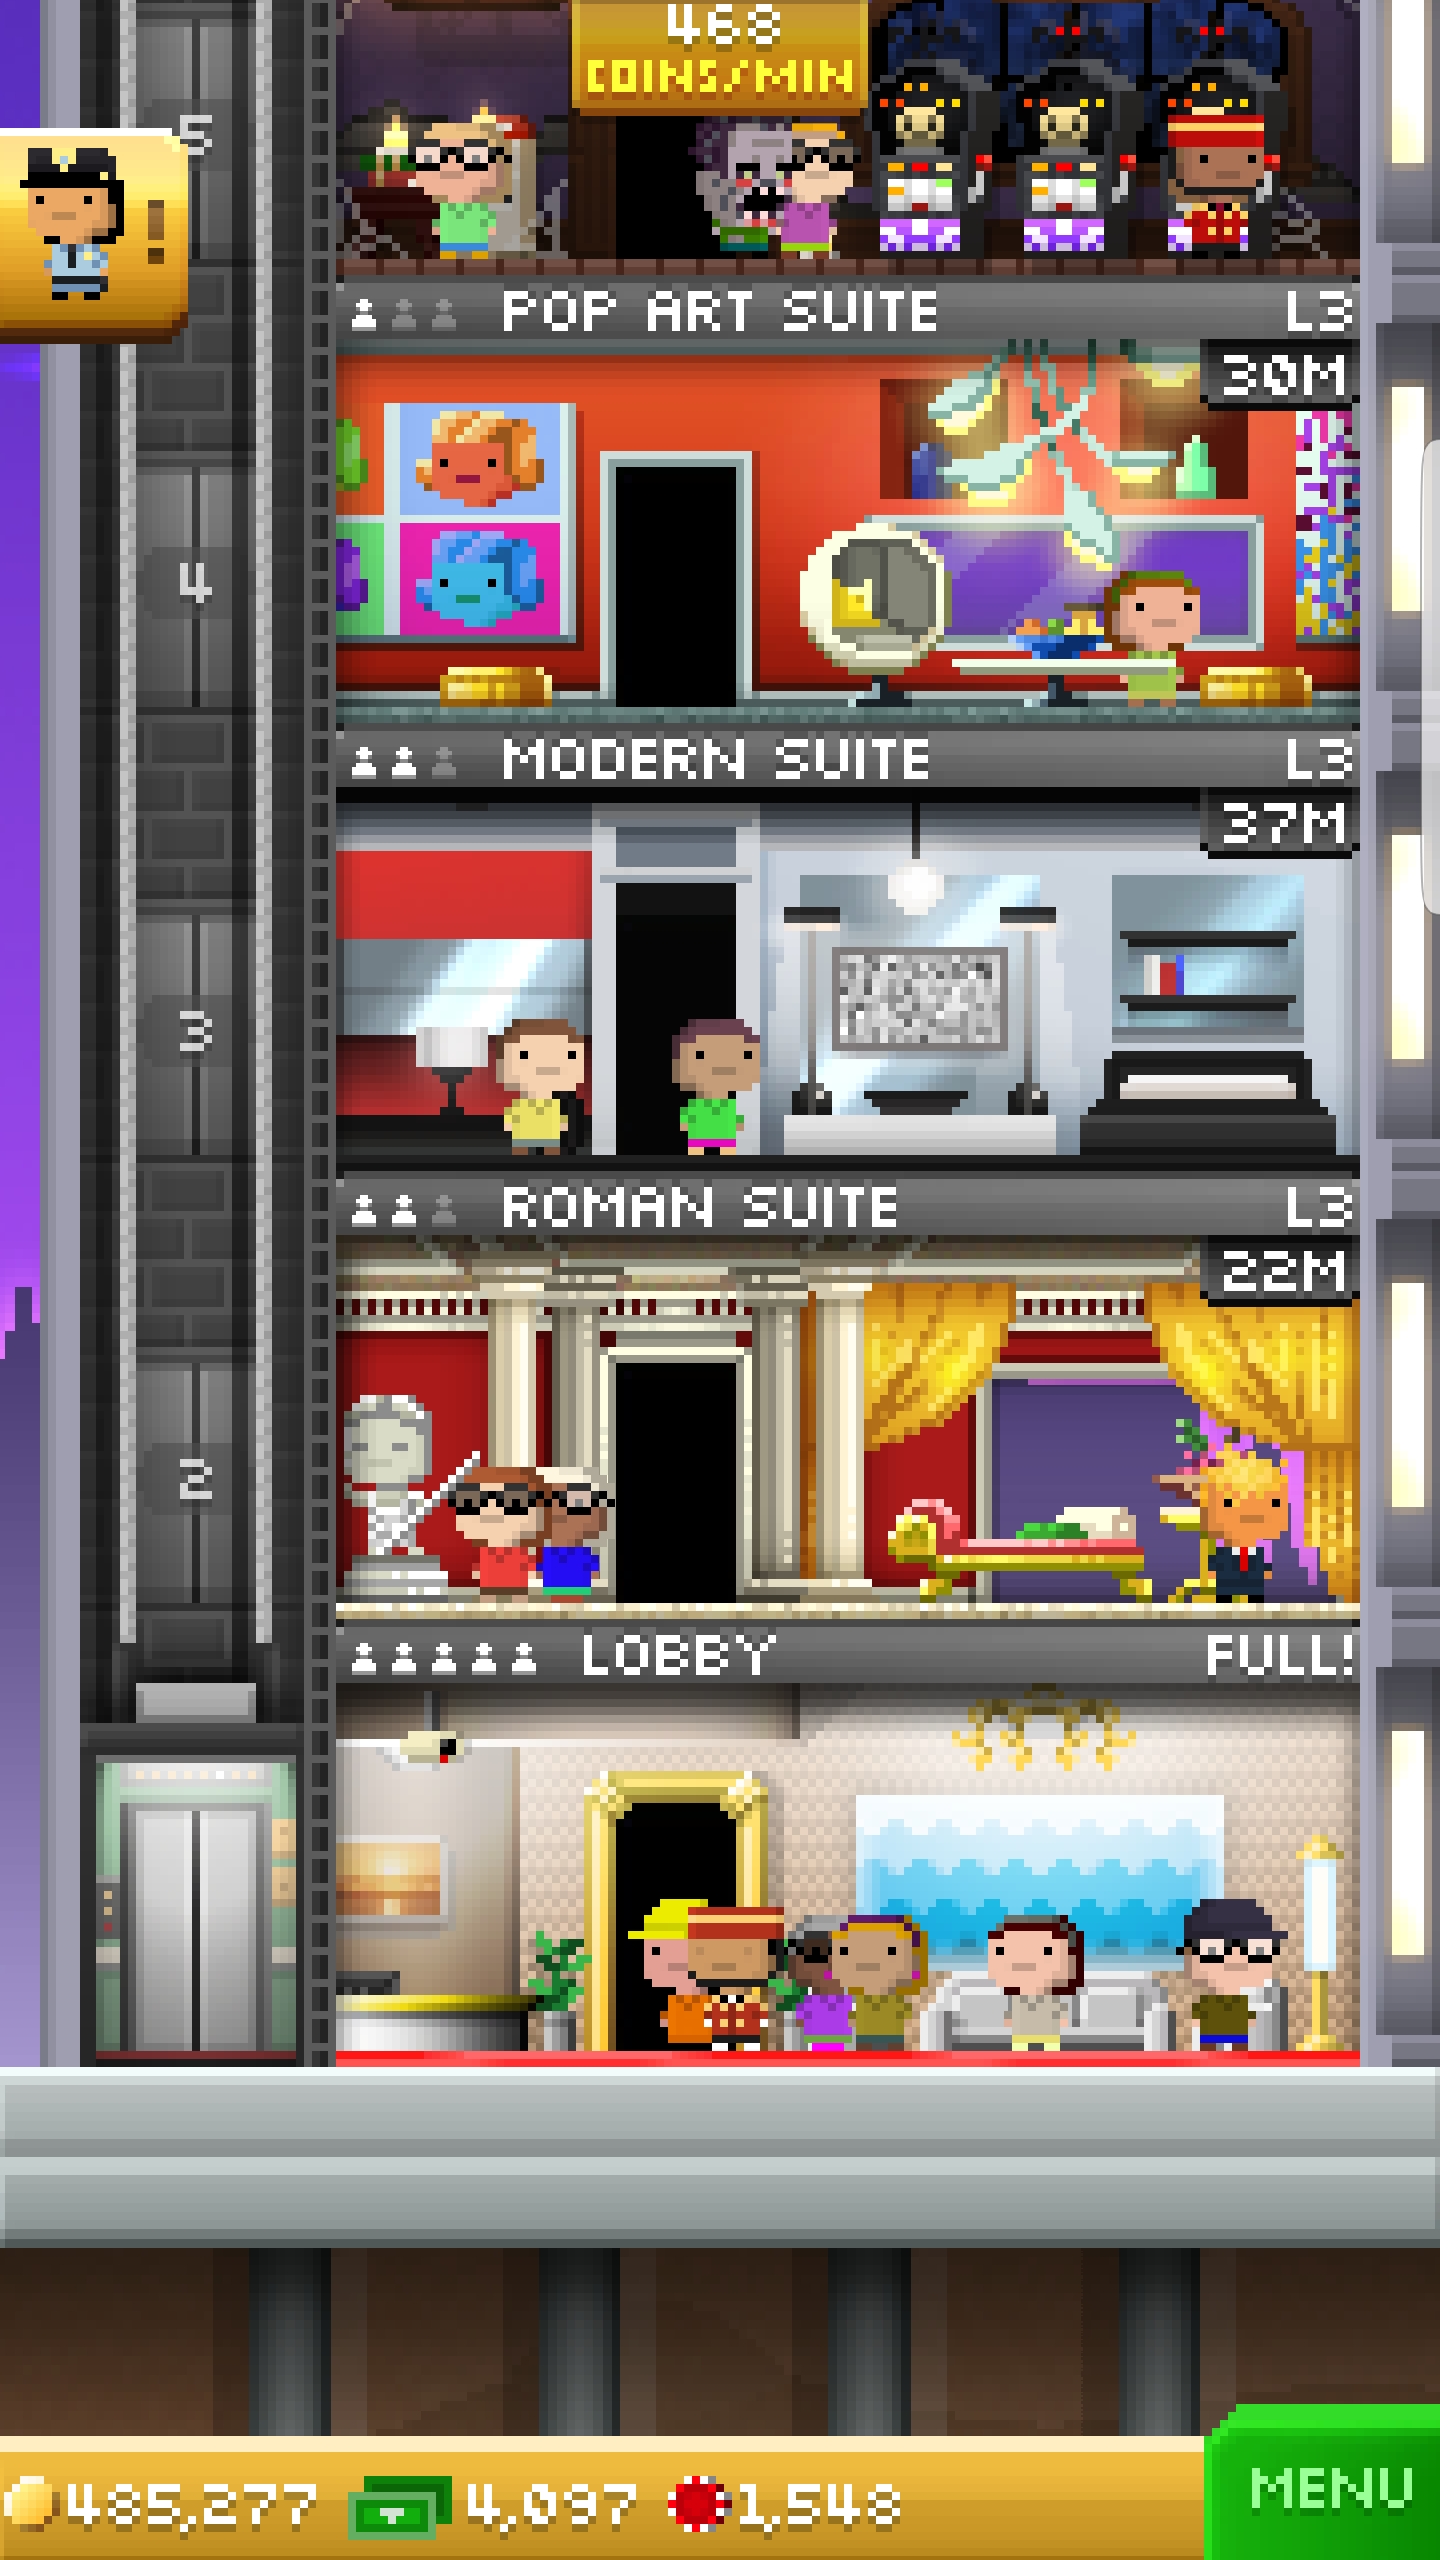 468
COINS/MIN
5
!
POP ART SUITE L3
30M
4
MODERN SUITE L3
37M
3
ROMAN SUITE L3
22M
2
LOBBY FULL!
485,277 4,097 1,548
MENU